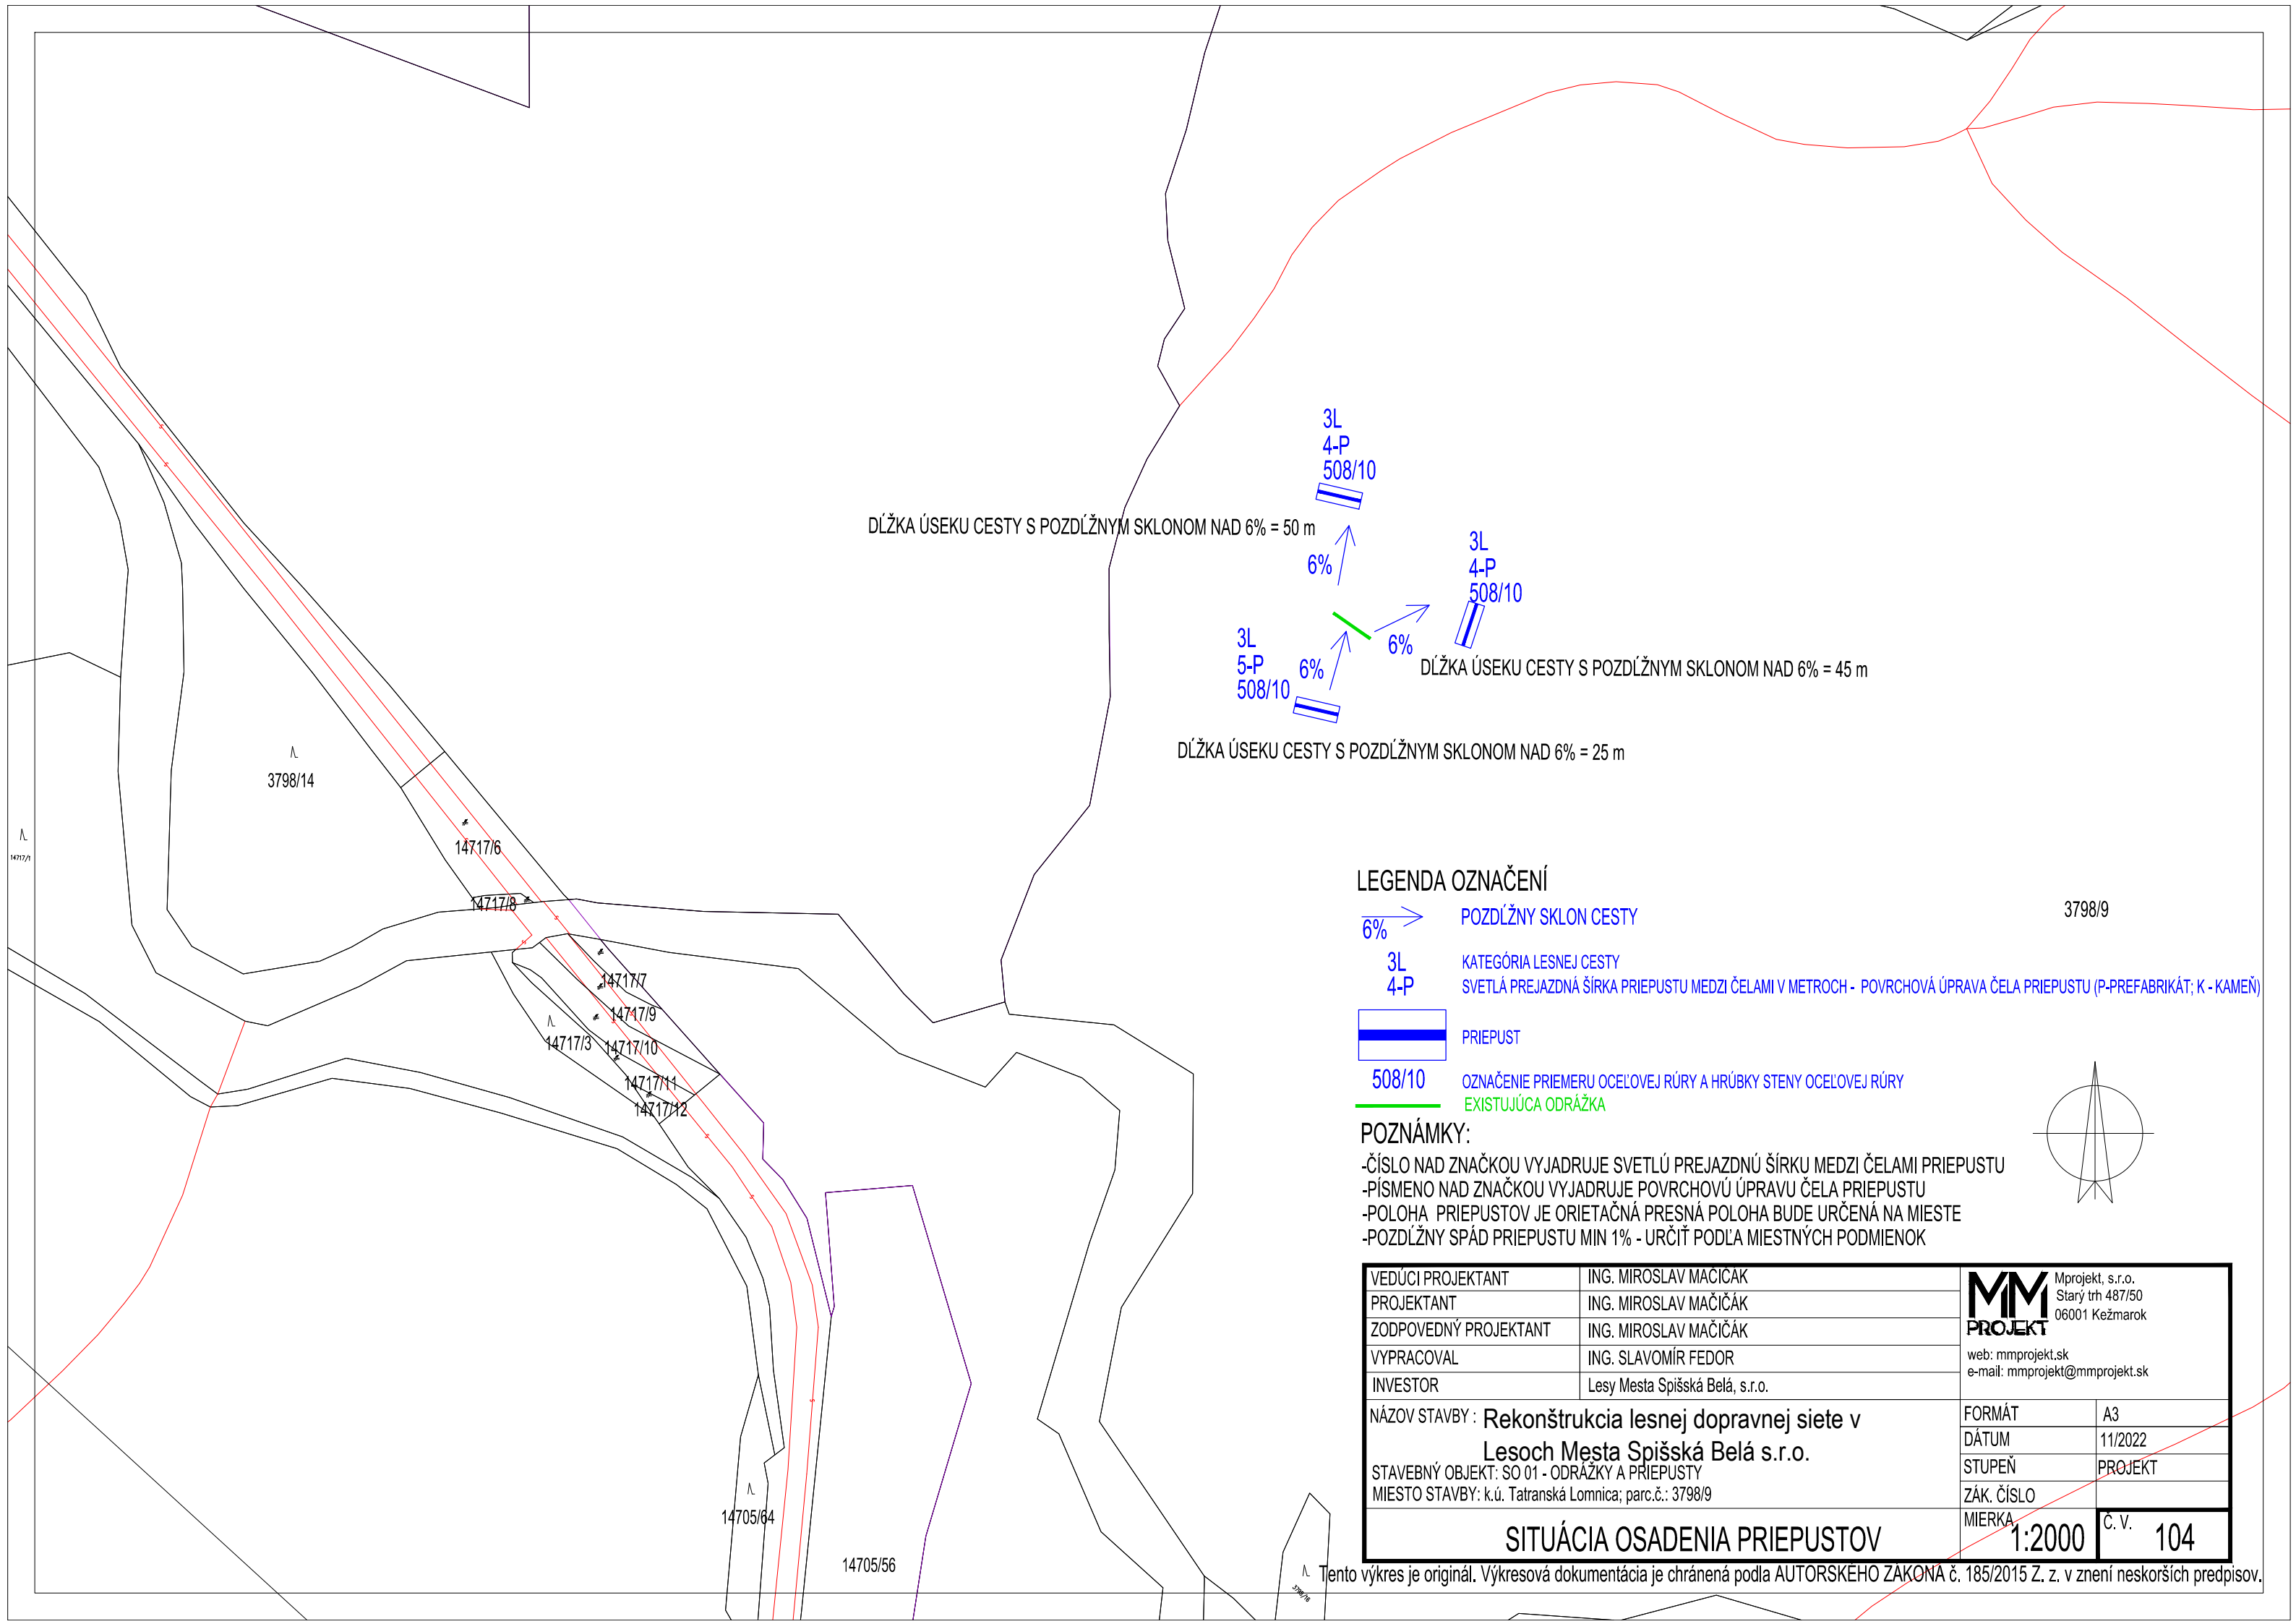 3L
4-P
508/10
DĹŽKA ÚSEKU CESTY S POZDĹŽNYM SKLONOM NAD 6% = 50 m
6%
3L
4-P
508/10
6%
3L
5-P
508/10
6%
DĹŽKA ÚSEKU CESTY S POZDĹŽNYM SKLONOM NAD 6% = 45 m
DĹŽKA ÚSEKU CESTY S POZDĹŽNYM SKLONOM NAD 6% = 25 m
3798/14
14717/1
14717/6
14717/8
14717/7
14717/9
14717/3
14717/10
14717/11
14717/12
14705/64
14705/56
3798/16
3798/9
LEGENDA OZNAČENÍ
6%
POZDĹŽNY SKLON CESTY
3L
KATEGÓRIA LESNEJ CESTY
4-P
SVETLÁ PREJAZDNÁ ŠÍRKA PRIEPUSTU MEDZI ČELAMI V METROCH - POVRCHOVÁ ÚPRAVA ČELA PRIEPUSTU (P-PREFABRIKÁT; K - KAMEŇ)
PRIEPUST
508/10
OZNAČENIE PRIEMERU OCEĽOVEJ RÚRY A HRÚBKY STENY OCEĽOVEJ RÚRY
EXISTUJÚCA ODRÁŽKA
POZNÁMKY:
-ČÍSLO NAD ZNAČKOU VYJADRUJE SVETLÚ PREJAZDNÚ ŠÍRKU MEDZI ČELAMI PRIEPUSTU
-PÍSMENO NAD ZNAČKOU VYJADRUJE POVRCHOVÚ ÚPRAVU ČELA PRIEPUSTU
-POLOHA PRIEPUSTOV JE ORIETAČNÁ PRESNÁ POLOHA BUDE URČENÁ NA MIESTE
-POZDĹŽNY SPÁD PRIEPUSTU MIN 1% - URČIŤ PODĽA MIESTNÝCH PODMIENOK
VEDÚCI PROJEKTANT ING. MIROSLAV MAČIČÁK
PROJEKTANT ING. MIROSLAV MAČIČÁK
ZODPOVEDNÝ PROJEKTANT ING. MIROSLAV MAČIČÁK
VYPRACOVAL ING. SLAVOMÍR FEDOR
INVESTOR Lesy Mesta Spišská Belá, s.r.o.
MM PROJEKT
Mprojekt, s.r.o.
Starý trh 487/50
06001 Kežmarok
web: mmprojekt.sk
e-mail: mmprojekt@mmprojekt.sk
NÁZOV STAVBY : Rekonštrukcia lesnej dopravnej siete v
Lesoch Mesta Spišská Belá s.r.o.
STAVEBNÝ OBJEKT: SO 01 - ODRÁŽKY A PRIEPUSTY
MIESTO STAVBY: k.ú. Tatranská Lomnica; parc.č.: 3798/9
FORMÁT A3
DÁTUM 11/2022
STUPEŇ PROJEKT
ZÁK. ČÍSLO
SITUÁCIA OSADENIA PRIEPUSTOV
MIERKA 1:2000
Č. V. 104
Tento výkres je originál. Výkresová dokumentácia je chránená podla AUTORSKÉHO ZÁKONA č. 185/2015 Z. z. v znení neskorších predpisov.